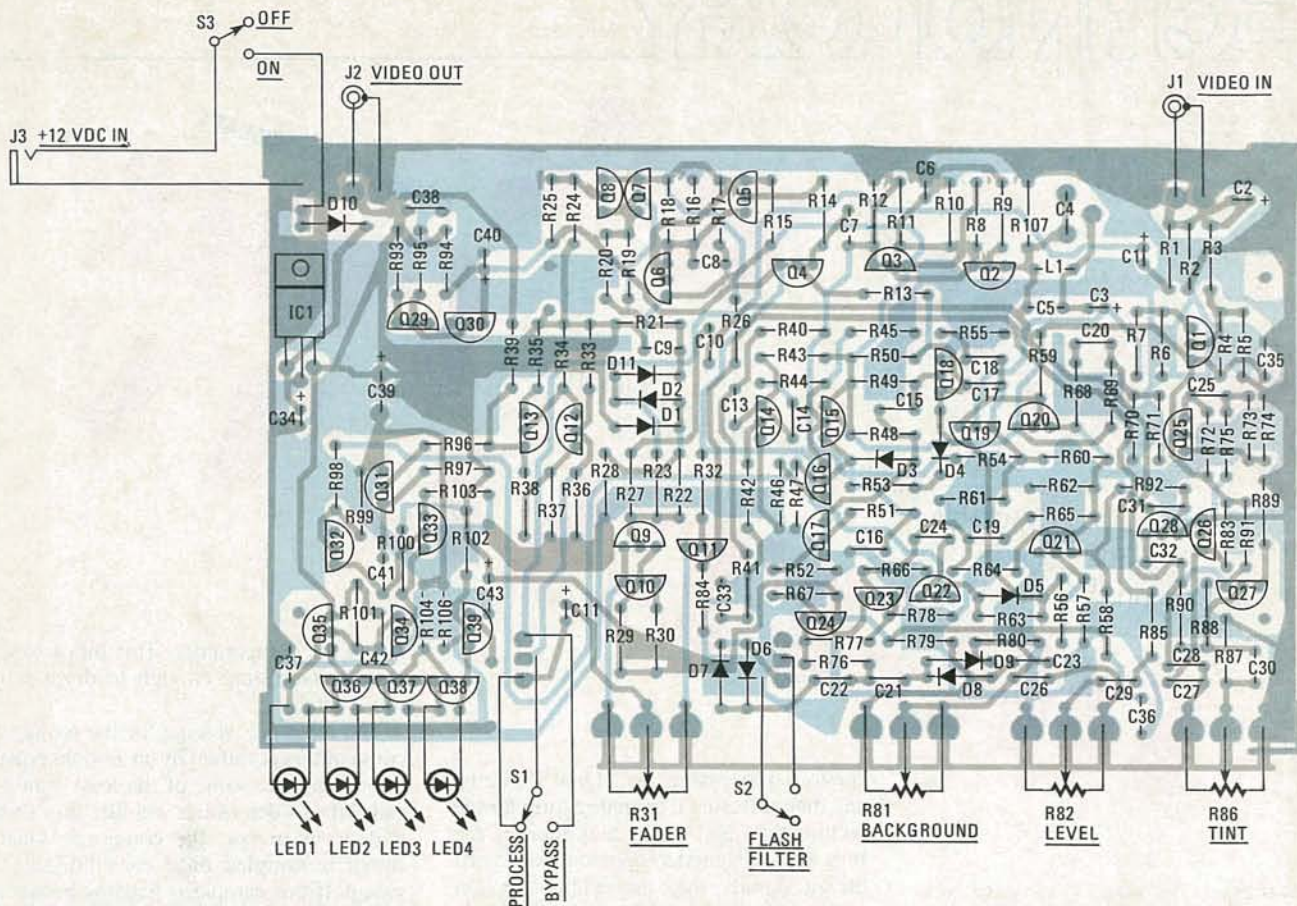 S3 OFF
ON
J2 VIDEO OUT
J1 VIDEO IN
J3 +12 VDC IN
D10 C38 R25 R24 Q8 Q7 R18 R16 R17 Q5 R15 R14 C7 R12 R11 C6 R10 R8 R9 R107 C4 C2 +
R93 R95 R94 C40 + R20 R19 Q6 C8 Q4 Q3 Q2 L1 C1 + R1 R2 R3
IC1 Q29 Q30 R13 C5 C3 +
R39 R35 R34 R33 R21 C9 C10 R26 R40 R45 R55 R59 C20 R7 R6 Q1 R4 R5 C35
C39 + D11 R43 R50 Q18 C18
D2 R44 R49 C17 R68 R69 C25
C34 + D1 C13 Q14 C14 Q15 C15 Q20 R70 R71 Q25 R72 R75 R73 R74
Q13 Q12 R48 Q19
R98 R96 D3 D4 R54 R60
Q31 R97 R38 R37 R36 R28 R27 R23 R22 R32 R42 R46 R47 Q16 R53 R61 R62 R92 R89
R99 R103 R51 R65 C31
Q32 R100 Q33 R102 Q9 Q11 Q17 C16 C24 C19 Q21 Q28 Q26 R83 R91
C41 Q10 R84 R41 R52 R66 R64 C32
R101 C43 + C11 + C33 R67 Q23 Q22 D5 R56 R57 R58 R90 R88 Q27
Q35 Q34 R104 R106 Q39 R29 R30 Q24 R78 R63 R85
C37 C42 D7 D6 R77 R79 R80 R87
Q36 Q37 Q38 R76 D9 C23 C28 C30
C22 C21 D8 C26 C29 C27
C36 +
LED1 LED2 LED3 LED4
S1
PROCESS
BYPASS
R31
FADER
S2
FLASH
FILTER
R81
BACKGROUND
R82
LEVEL
R86
TINT